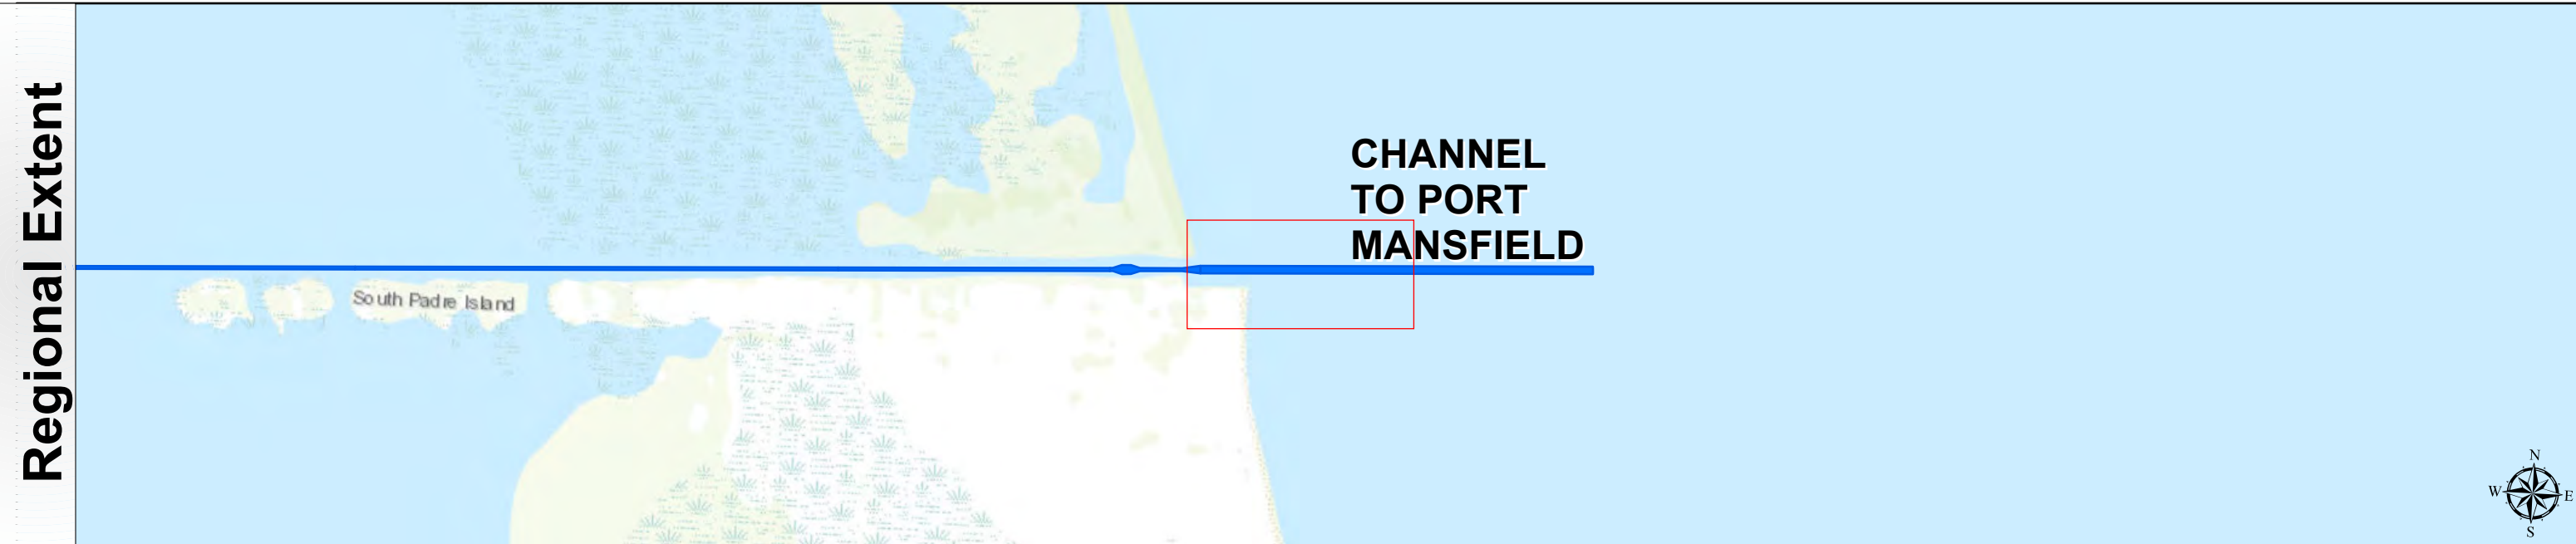 Regional Extent
CHANNEL
TO PORT
MANSFIELD
South Padre Island
N
W E
S